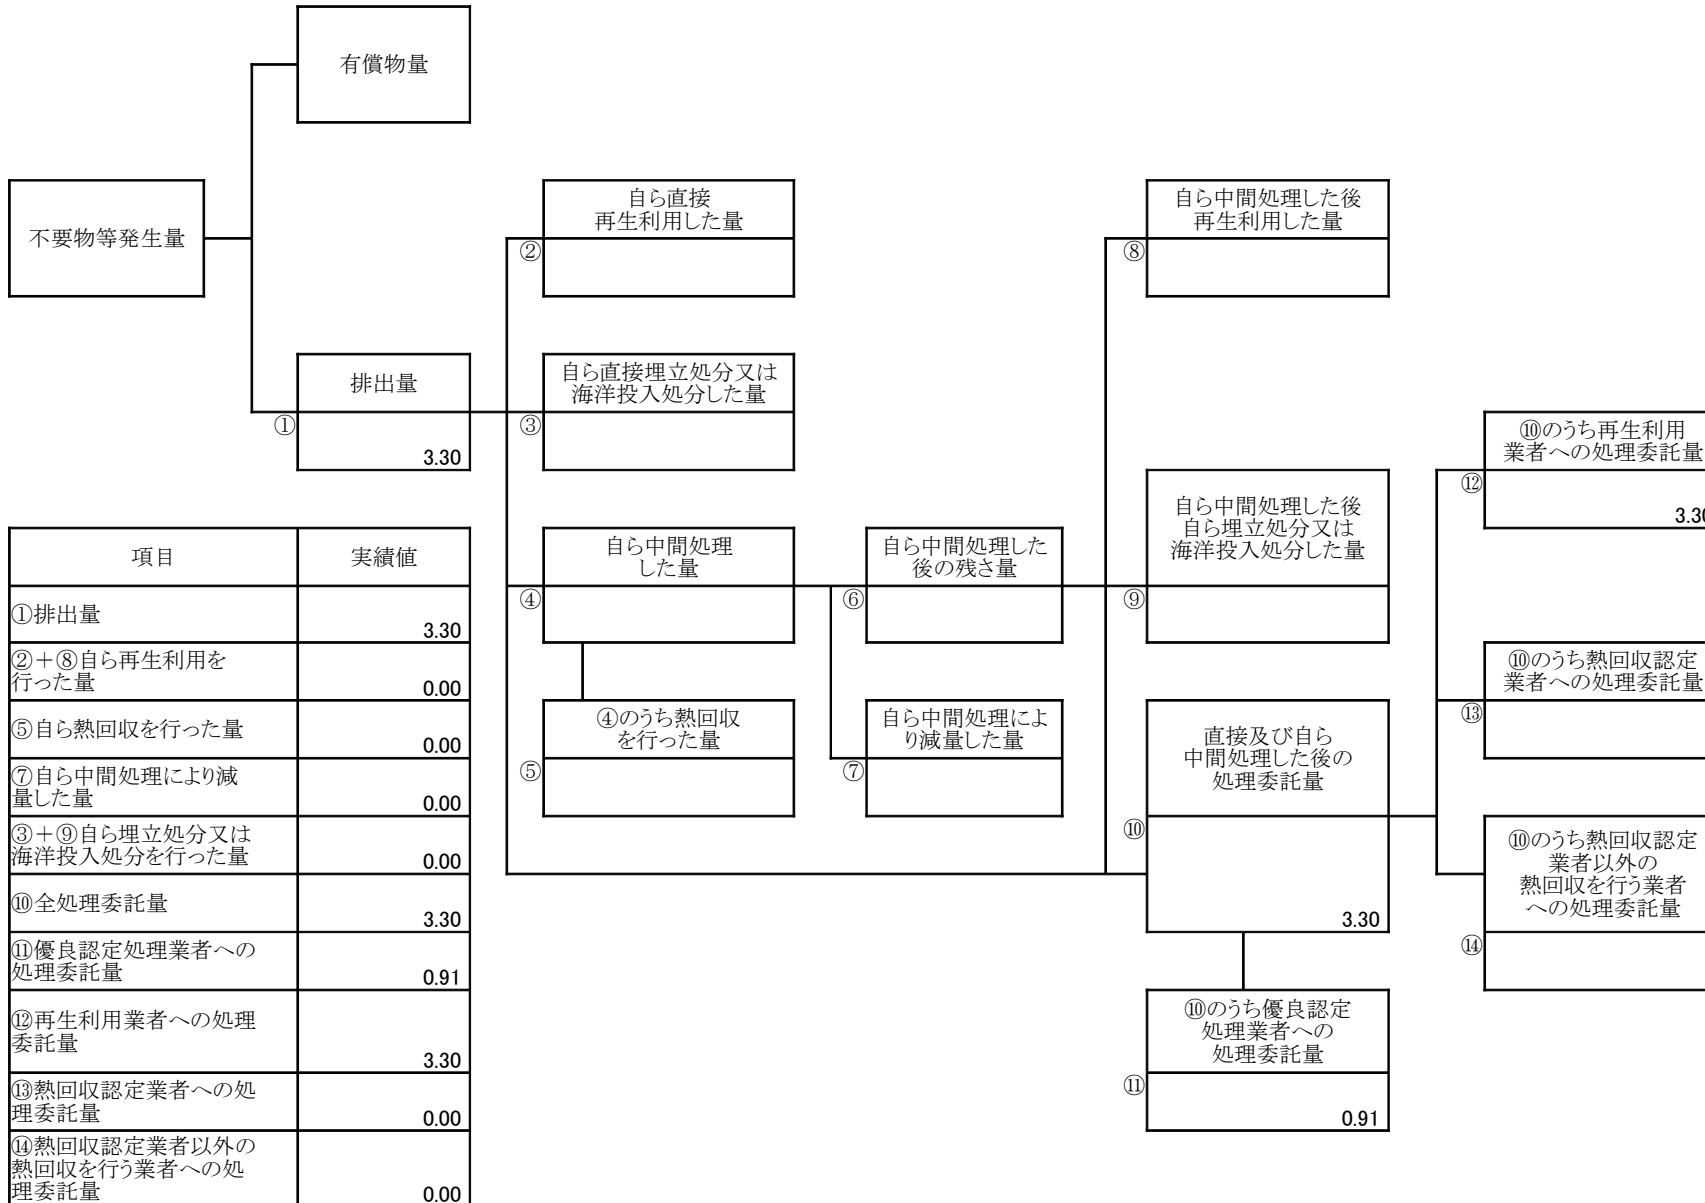 有償物量
不要物等発生量
自ら直接
再生利用した量
②
自ら中間処理した後
再生利用した量
⑧
排出量
①
3.30
自ら直接埋立処分又は
海洋投入処分した量
③
⑩のうち再生利用
業者への処理委託量
⑫
3.30
自ら中間処理
した量
④
自ら中間処理した
後の残さ量
⑥
自ら中間処理した後
自ら埋立処分又は
海洋投入処分した量
⑨
④のうち熱回収
を行った量
⑤
自ら中間処理によ
り減量した量
⑦
直接及び自ら
中間処理した後の
処理委託量
⑩
3.30
⑩のうち熱回収認定
業者への処理委託量
⑬
⑩のうち熱回収認定
業者以外の
熱回収を行う業者
への処理委託量
⑭
⑩のうち優良認定
処理業者への
処理委託量
⑪
0.91
項目 実績値
①排出量
3.30
②＋⑧自ら再生利用を
行った量
0.00
⑤自ら熱回収を行った量
0.00
⑦自ら中間処理により減
量した量
0.00
③＋⑨自ら埋立処分又は
海洋投入処分を行った量
0.00
⑩全処理委託量
3.30
⑪優良認定処理業者への
処理委託量
0.91
⑫再生利用業者への処理
委託量
3.30
⑬熱回収認定業者への処
理委託量
0.00
⑭熱回収認定業者以外の
熱回収を行う業者への処
理委託量
0.00